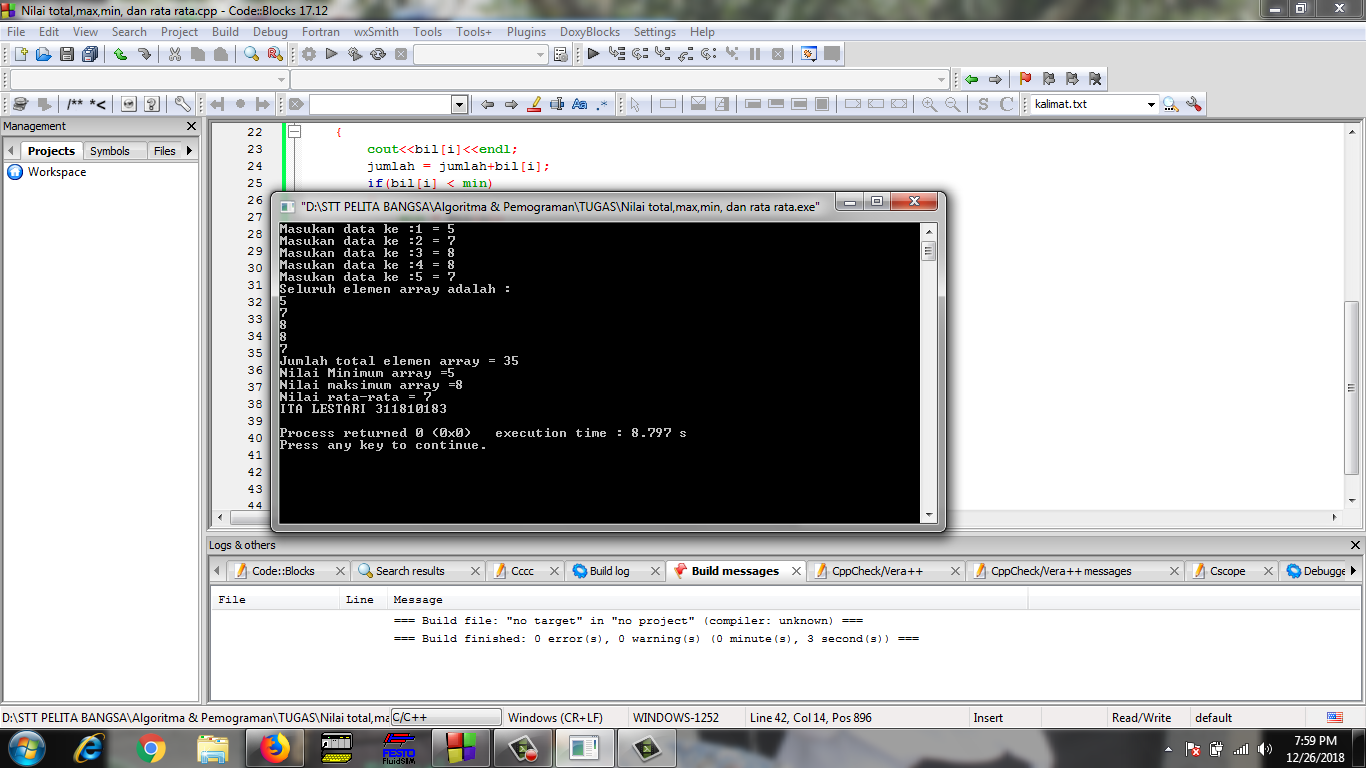 Nilai total,max,min, dan rata rata.cpp - Code::Blocks 17.12
File Edit View Search Project Build Debug Fortran wxSmith Tools Tools+ Plugins DoxyBlocks Settings Help
/** *< kalimat.txt
Management
Projects Symbols Files
Workspace
22 {
23 cout<<bil[i]<<endl;
24 jumlah = jumlah+bil[i];
25 if(bil[i] < min)
26
27
28
29
30
31
32
33
34
35
36
37
38
39
40
41
42
43
44
"D:\STT PELITA BANGSA\Algoritma & Pemograman\TUGAS\Nilai total,max,min, dan rata rata.exe"
Masukan data ke :1 = 5
Masukan data ke :2 = 7
Masukan data ke :3 = 8
Masukan data ke :4 = 8
Masukan data ke :5 = 7
Seluruh elemen array adalah :
5
7
8
8
7
Jumlah total elemen array = 35
Nilai Minimum array =5
Nilai maksimum array =8
Nilai rata-rata = 7
ITA LESTARI 311810183
Process returned 0 (0x0) execution time : 8.797 s
Press any key to continue.
Logs & others
Code::Blocks Search results Cccc Build log Build messages CppCheck/Vera++ CppCheck/Vera++ messages Cscope Debugge
File Line Message
=== Build file: "no target" in "no project" (compiler: unknown) ===
=== Build finished: 0 error(s), 0 warning(s) (0 minute(s), 3 second(s)) ===
D:\STT PELITA BANGSA\Algoritma & Pemograman\TUGAS\Nilai total,ma C/C++ Windows (CR+LF) WINDOWS-1252 Line 42, Col 14, Pos 896 Insert Read/Write default
FESTO
FluidSIM
7:59 PM
12/26/2018